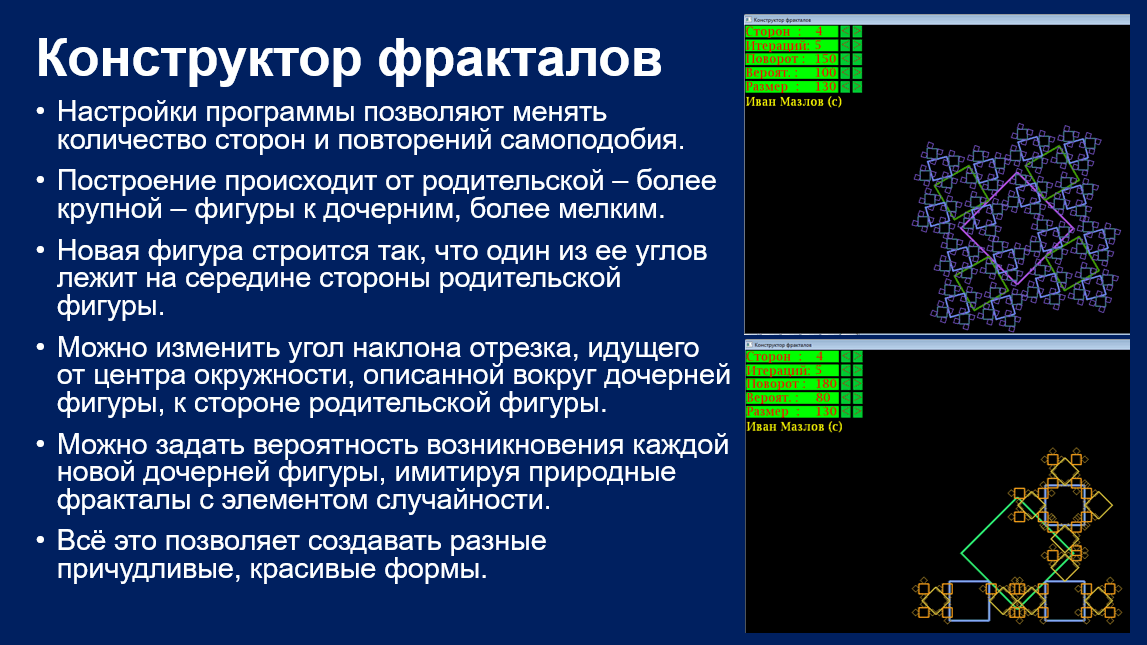 Конструктор фракталов
• Настройки программы позволяют менять
количество сторон и повторений самоподобия.
• Построение происходит от родительской – более
крупной – фигуры к дочерним, более мелким.
• Новая фигура строится так, что один из ее углов
лежит на середине стороны родительской
фигуры.
• Можно изменить угол наклона отрезка, идущего
от центра окружности, описанной вокруг дочерней
фигуры, к стороне родительской фигуры.
• Можно задать вероятность возникновения каждой
новой дочерней фигуры, имитируя природные
фракталы с элементом случайности.
• Всё это позволяет создавать разные
причудливые, красивые формы.
Конструктор фракталов
Сторон : 4 < >
Итераций: 5 < >
Поворот : 150 < >
Вероят. : 100 < >
Размер : 130 < >
Иван Мазлов (с)
Конструктор фракталов
Сторон : 4 < >
Итераций: 5 < >
Поворот : 180 < >
Вероят. : 80 < >
Размер : 130 < >
Иван Мазлов (с)